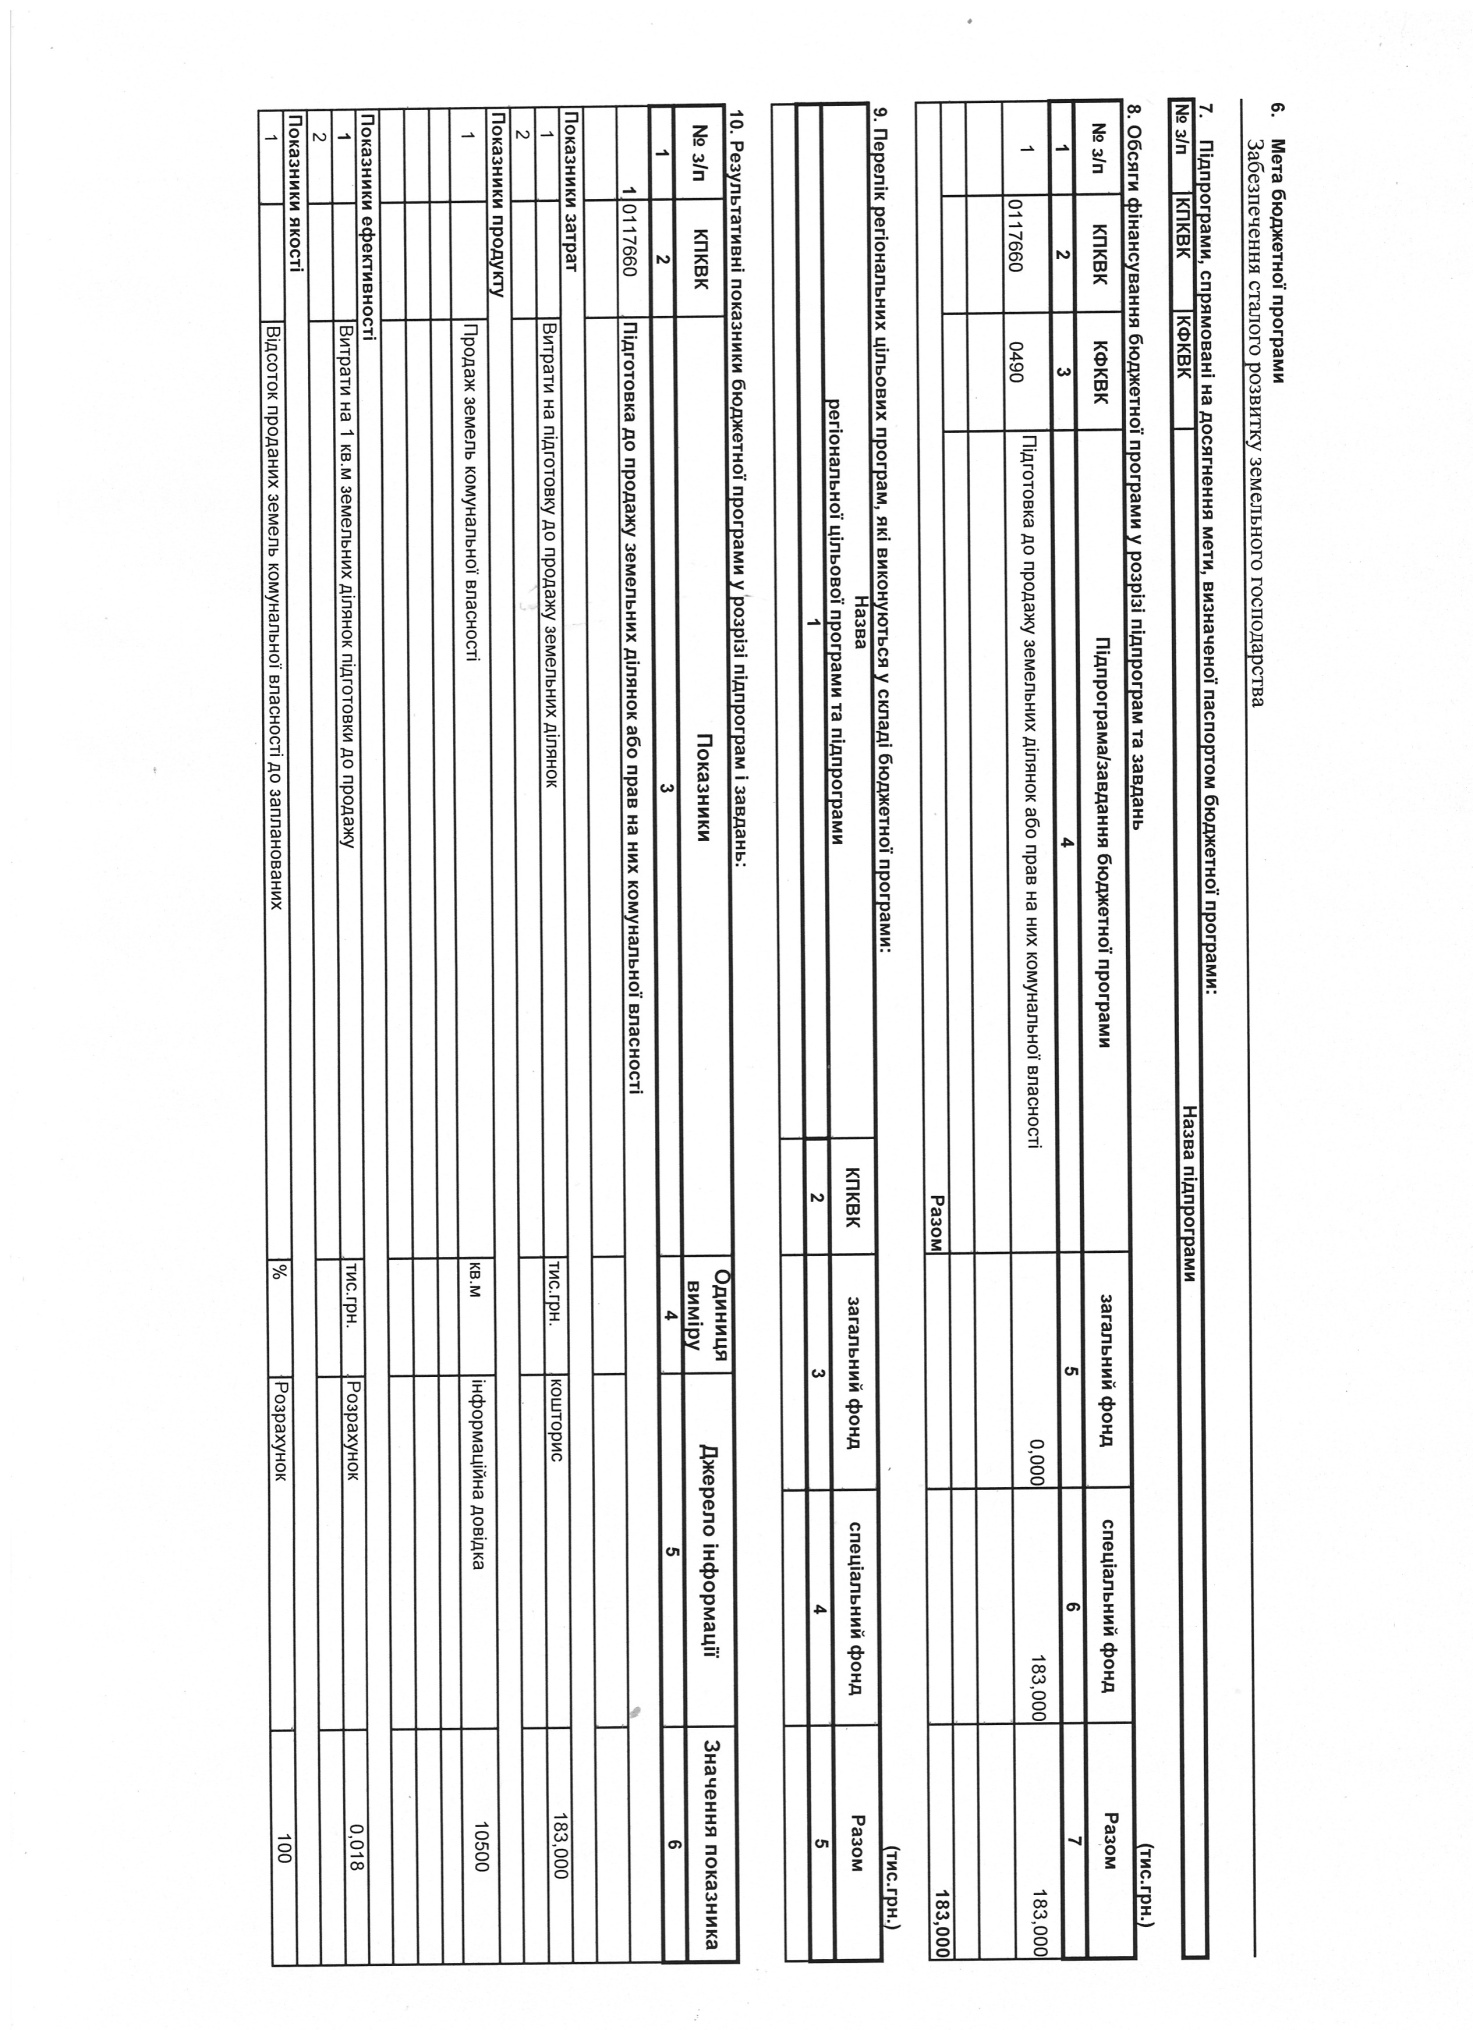 6. Мета бюджетної програми
Забезпечення сталого розвитку земельного господарства
7. Підпрограми, спрямовані на досягнення мети, визначеної паспортом бюджетної програми:
№ з/п КПКВК КФКВК Назва підпрограми
8. Обсяги фінансування бюджетної програми у розрізі підпрограм та завдань
(тис.грн.)
№ з/п КПКВК КФКВК Підпрограма/завдання бюджетної програми загальний фонд спеціальний фонд Разом
1 2 3 4 5 6 7
1 0117660 0490 Підготовка до продажу земельних ділянок або прав на них комунальної власності 0,000 183,000 183,000
Разом 183,000
9. Перелік регіональних цільових програм, які виконуються у складі бюджетної програми:
(тис.грн.)
Назва
регіональної цільової програми та підпрограми КПКВК загальний фонд спеціальний фонд Разом
1 2 3 4 5
10. Результативні показники бюджетної програми у розрізі підпрограм і завдань:
№ з/п КПКВК Показники Одиниця
виміру Джерело інформації Значення показника
1 2 3 4 5 6
1 0117660 Підготовка до продажу земельних ділянок або прав на них комунальної власності
Показники затрат
1 Витрати на підготовку до продажу земельних ділянок тис.грн. кошторис 183,000
2
Показники продукту
1 Продаж земель комунальної власності кв.м інформаційна довідка 10500
Показники ефективності
1 Витрати на 1 кв.м земельних ділянок підготовки до продажу тис.грн. Розрахунок 0,018
2
Показники якості
1 Відсоток проданих земель комунальної власності до запланованих % Розрахунок 100